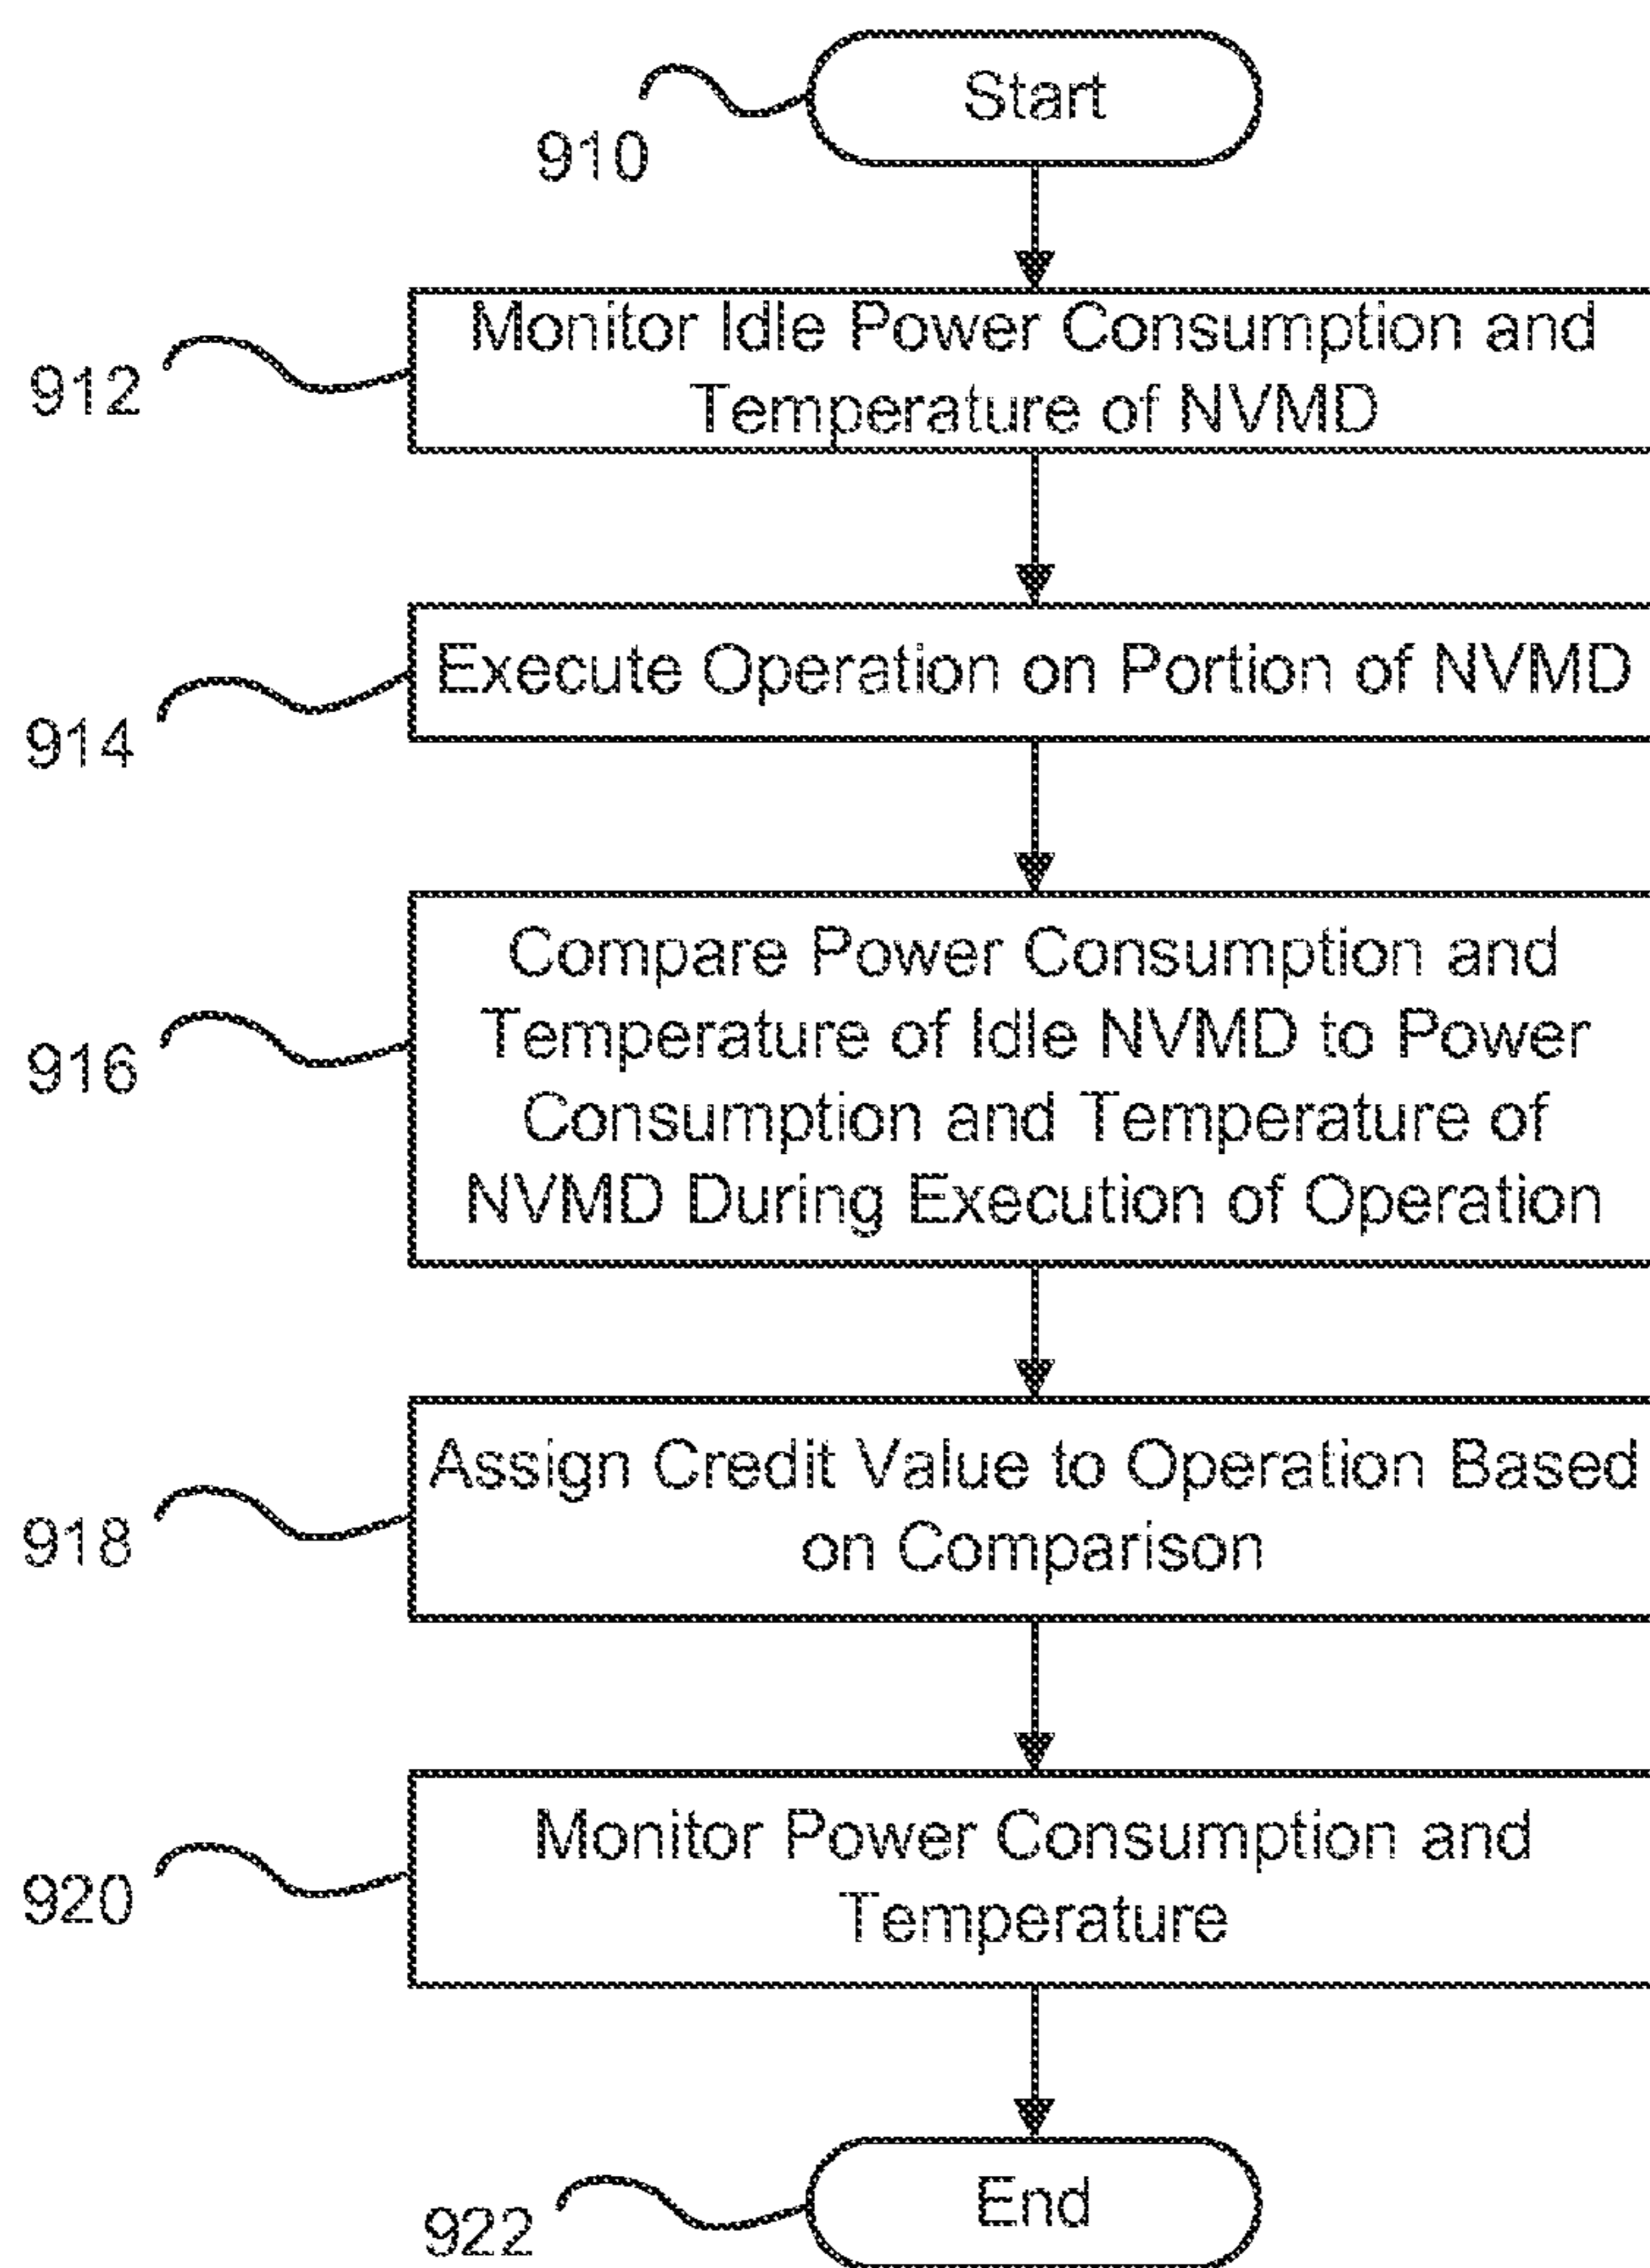 Start
910
Monitor Idle Power Consumption and
Temperature of NVMD
912
Execute Operation on Portion of NVMD
914
Compare Power Consumption and
Temperature of Idle NVMD to Power
Consumption and Temperature of
NVMD During Execution of Operation
916
Assign Credit Value to Operation Based
on Comparison
918
Monitor Power Consumption and
Temperature
920
End
922